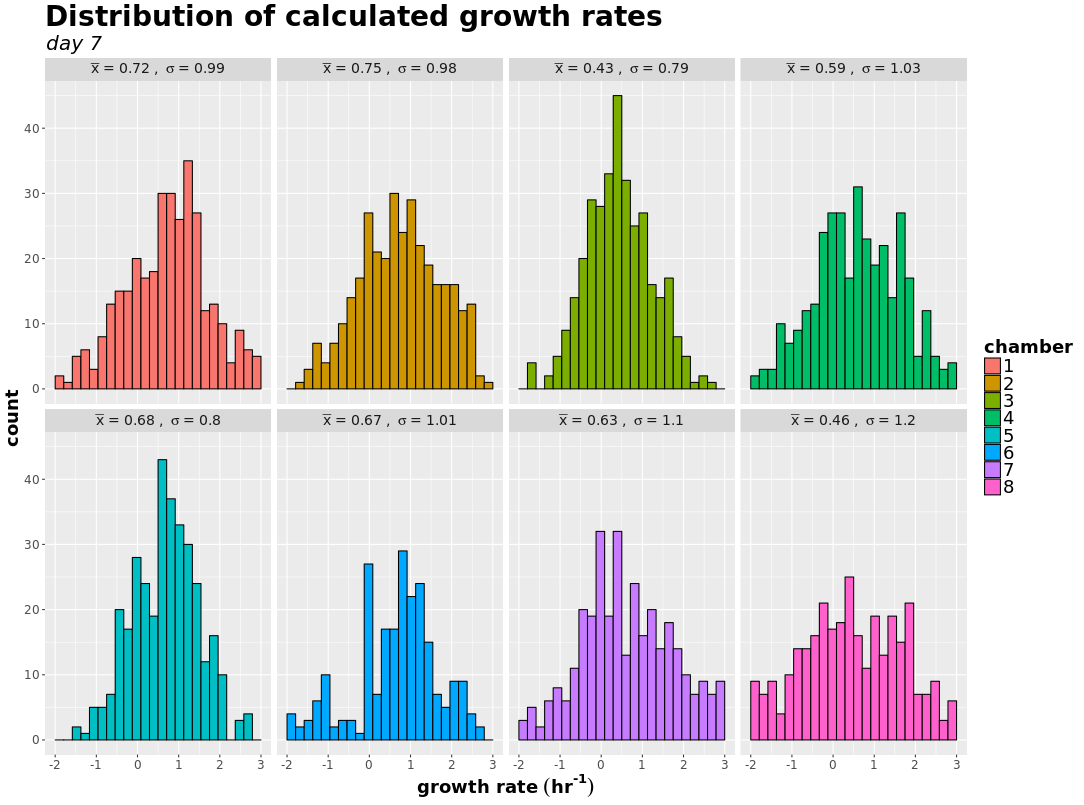 Distribution of calculated growth rates
day 7
x̅ = 0.72 , σ = 0.99
x̅ = 0.75 , σ = 0.98
x̅ = 0.43 , σ = 0.79
x̅ = 0.59 , σ = 1.03
40
30
20
10
0
x̅ = 0.68 , σ = 0.8
x̅ = 0.67 , σ = 1.01
x̅ = 0.63 , σ = 1.1
x̅ = 0.46 , σ = 1.2
40
30
20
10
0
count
-2 -1 0 1 2 3
-2 -1 0 1 2 3
-2 -1 0 1 2 3
-2 -1 0 1 2 3
growth rate (hr⁻¹)
chamber
1
2
3
4
5
6
7
8